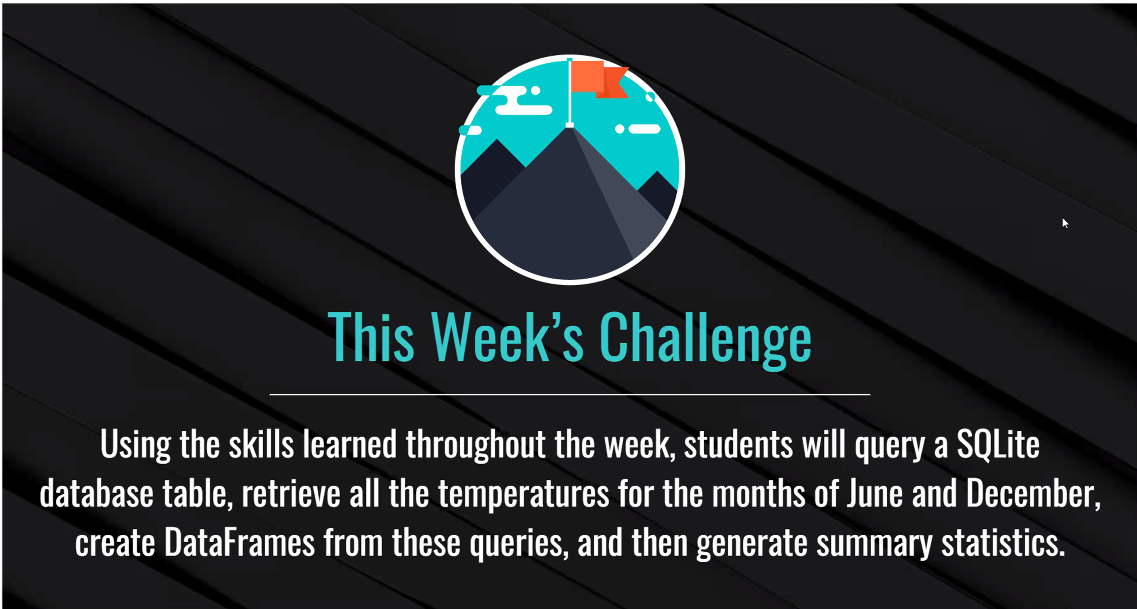 This Week’s Challenge
Using the skills learned throughout the week, students will query a SQLite
database table, retrieve all the temperatures for the months of June and December,
create DataFrames from these queries, and then generate summary statistics.